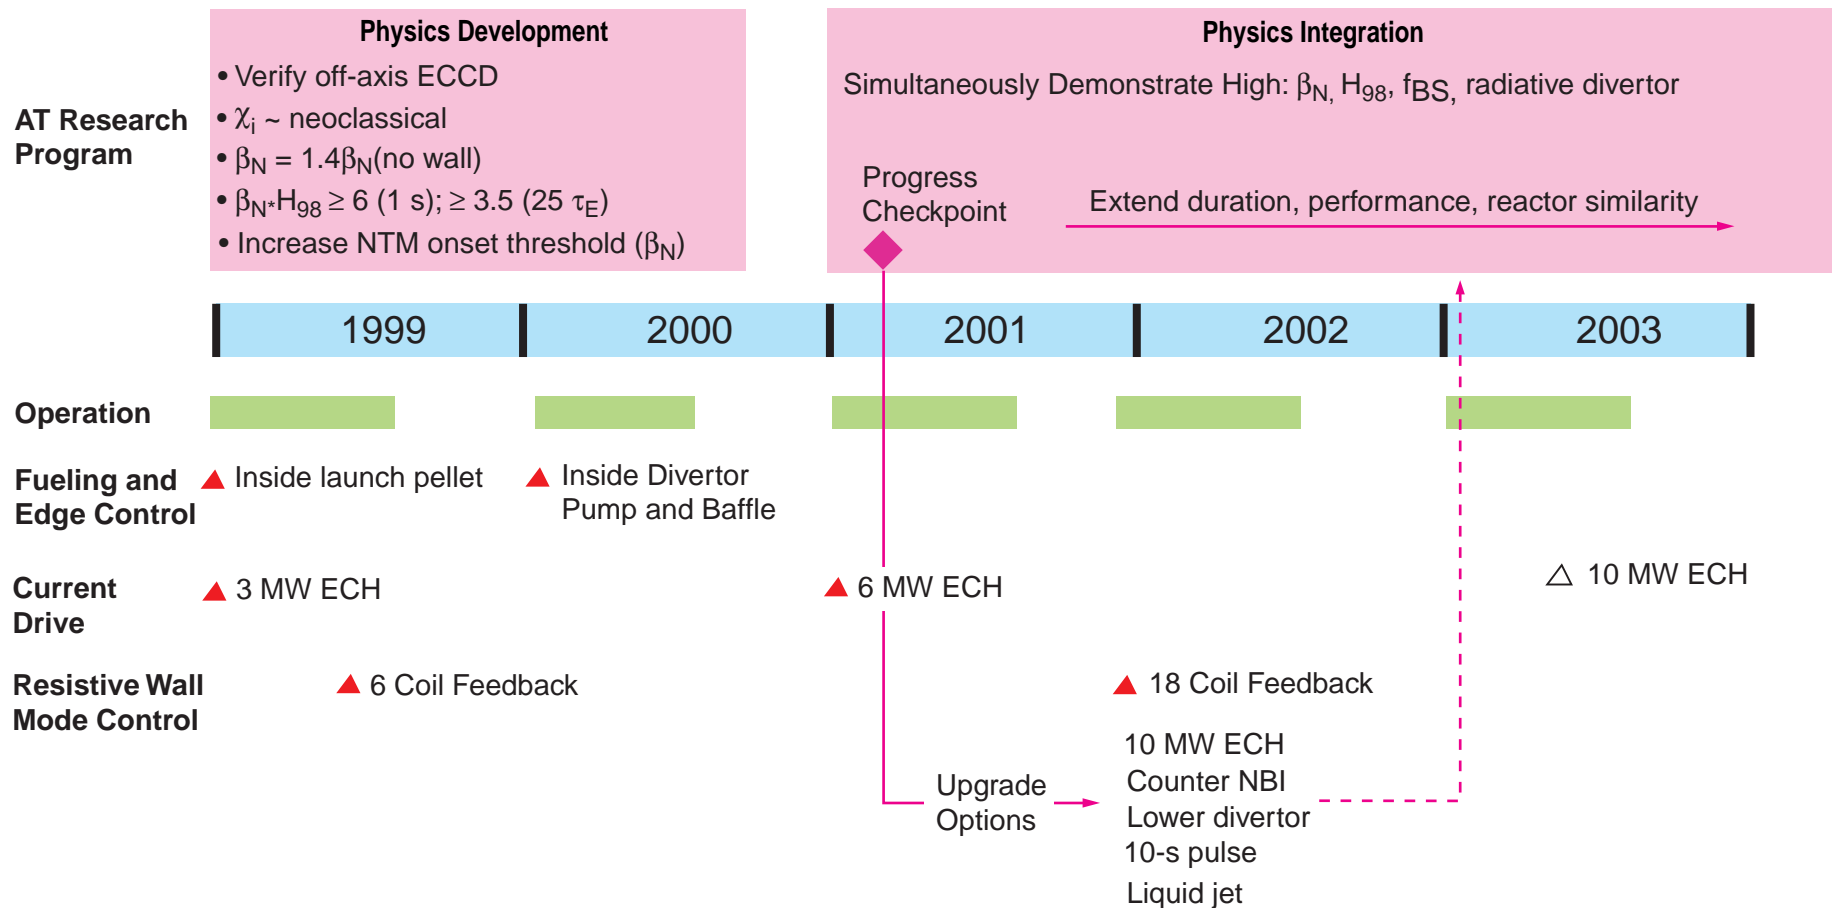 Physics Development
• Verify off-axis ECCD
• χi ~ neoclassical
• βN = 1.4βN(no wall)
• βN*H98 ≥ 6 (1 s); ≥ 3.5 (25 τE)
• Increase NTM onset threshold (βN)
Physics Integration
Simultaneously Demonstrate High: βN, H98, fBS, radiative divertor
Progress
Checkpoint
Extend duration, performance, reactor similarity
AT Research
Program
1999 2000 2001 2002 2003
Operation
Fueling and
Edge Control
Inside launch pellet
Inside Divertor
Pump and Baffle
Current
Drive
3 MW ECH
6 MW ECH
10 MW ECH
Resistive Wall
Mode Control
6 Coil Feedback
18 Coil Feedback
Upgrade
Options
10 MW ECH
Counter NBI
Lower divertor
10-s pulse
Liquid jet